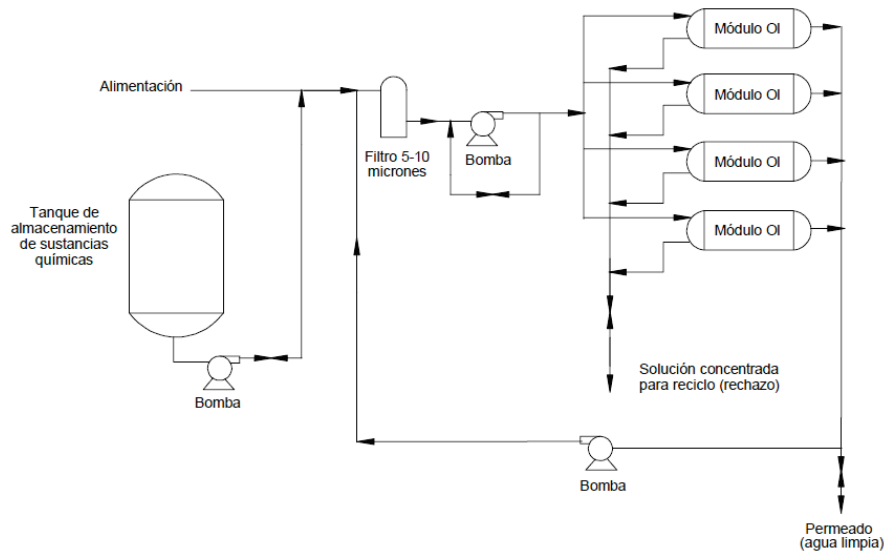 Módulo OI
Alimentación
Módulo OI
Filtro 5-10
micrones
Bomba
Módulo OI
Tanque de
almacenamiento
de sustancias
químicas
Módulo OI
Solución concentrada
para reciclo (rechazo)
Bomba
Bomba
Permeado
(agua limpia)